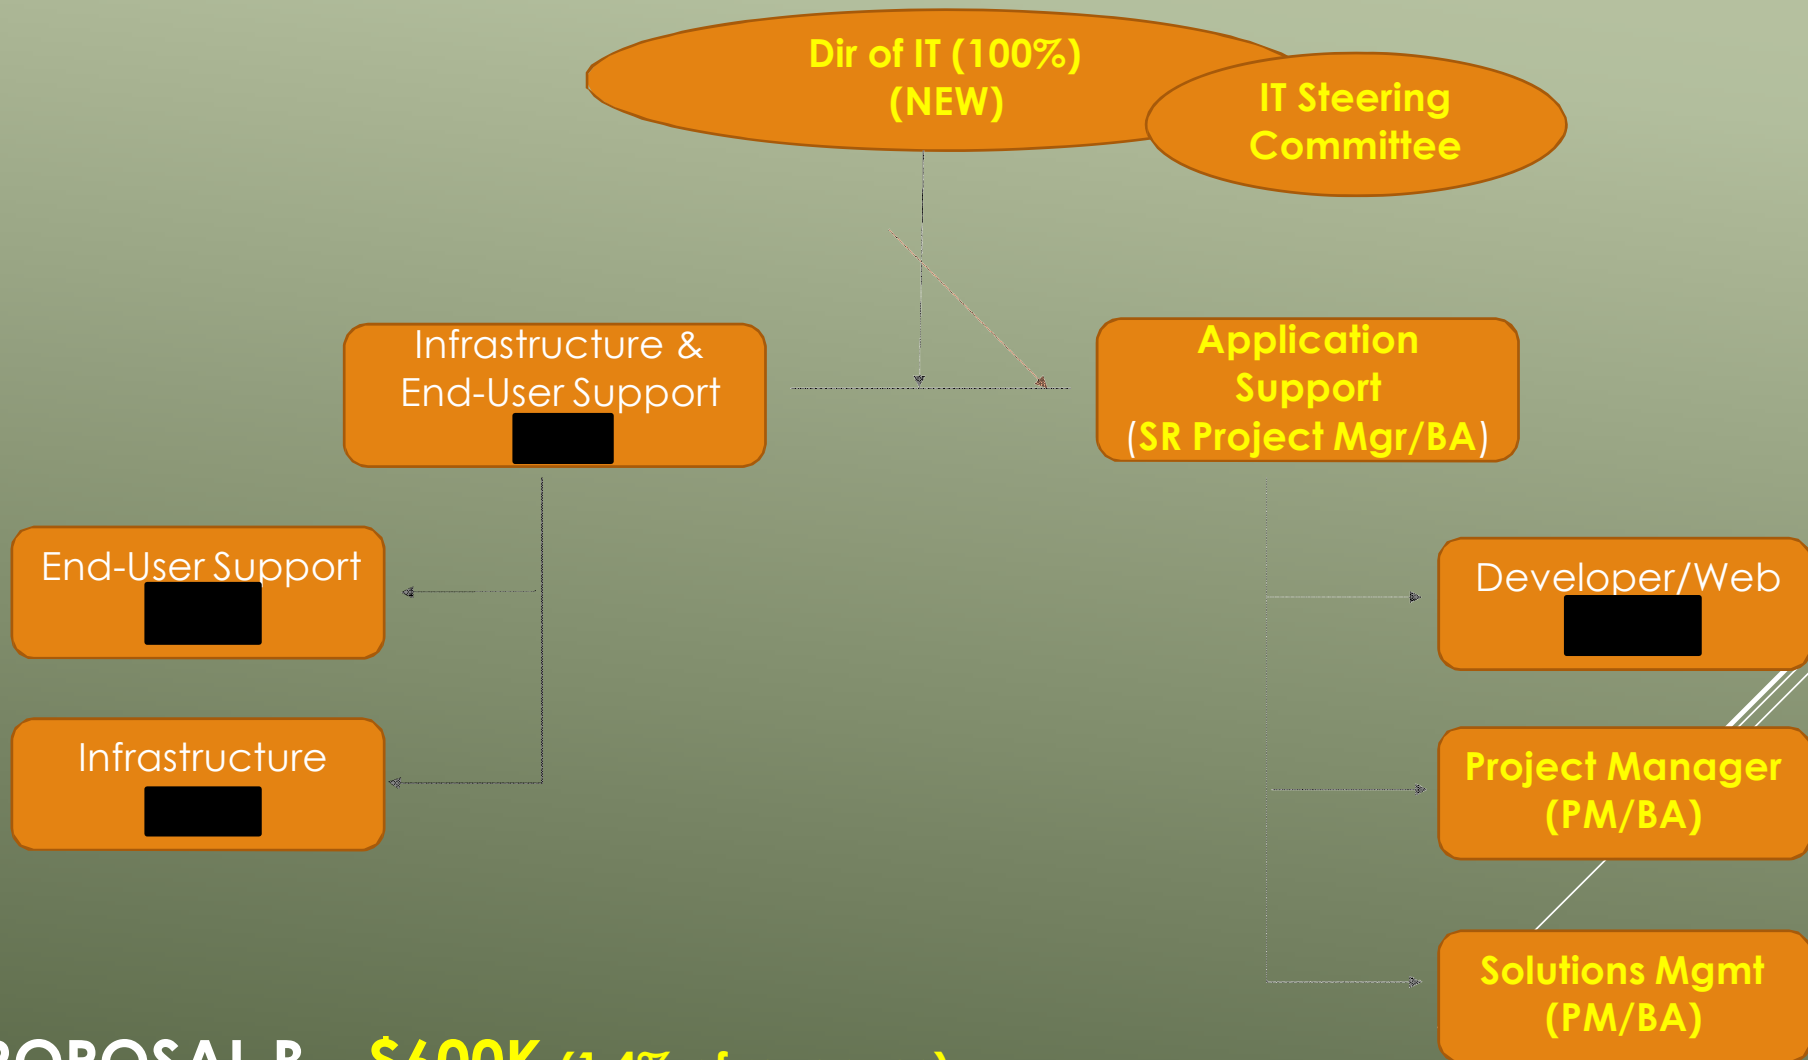 Dir of IT (100%)
(NEW)
IT Steering
Committee
Infrastructure &
End-User Support
Application
Support
(SR Project Mgr/BA)
End-User Support
Developer/Web
Infrastructure
Project Manager
(PM/BA)
Solutions Mgmt
(PM/BA)
$600K